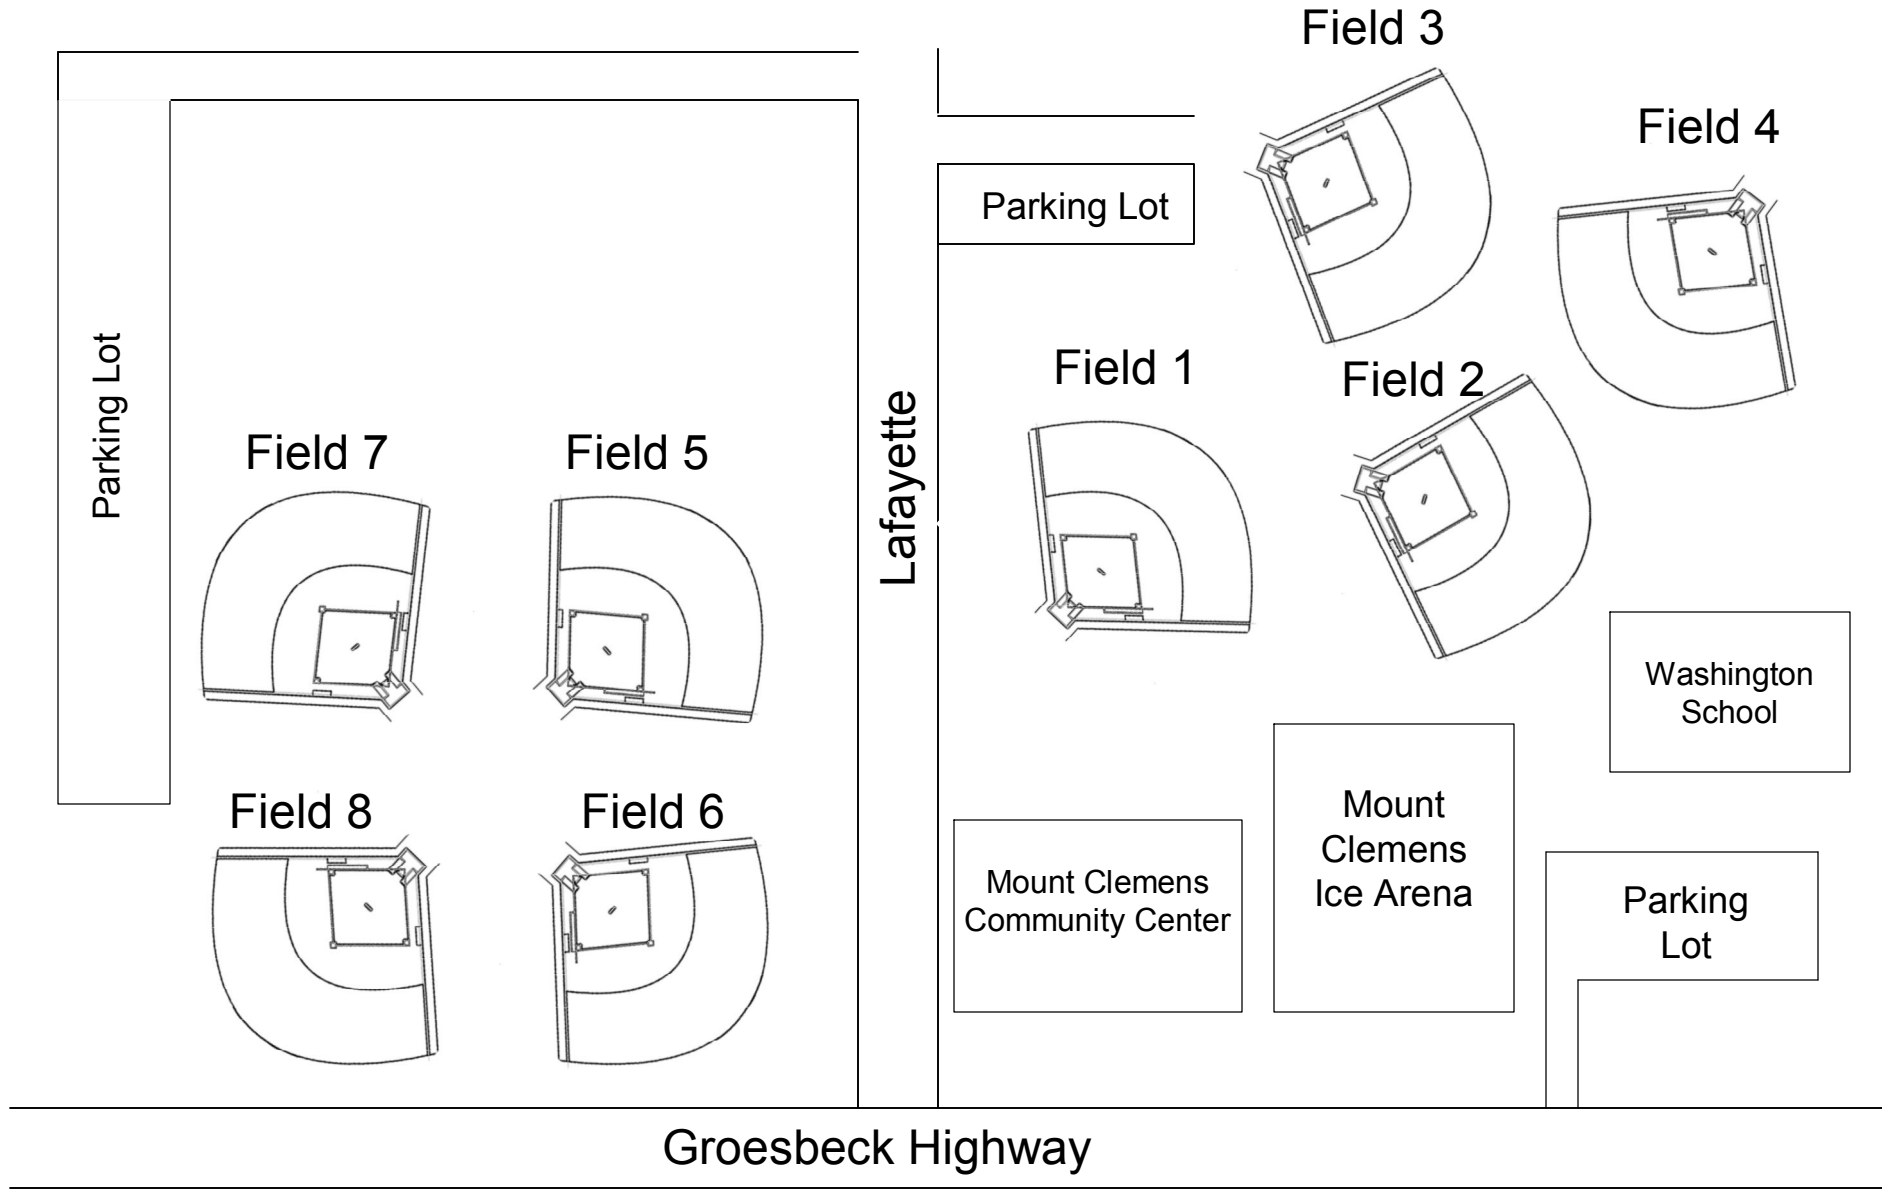 Field 3
Field 4
Parking Lot
Parking Lot
Field 1
Field 2
Lafayette
Field 7
Field 5
Washington
School
Field 8
Field 6
Mount
Clemens
Ice Arena
Mount Clemens
Community Center
Parking
Lot
Groesbeck Highway